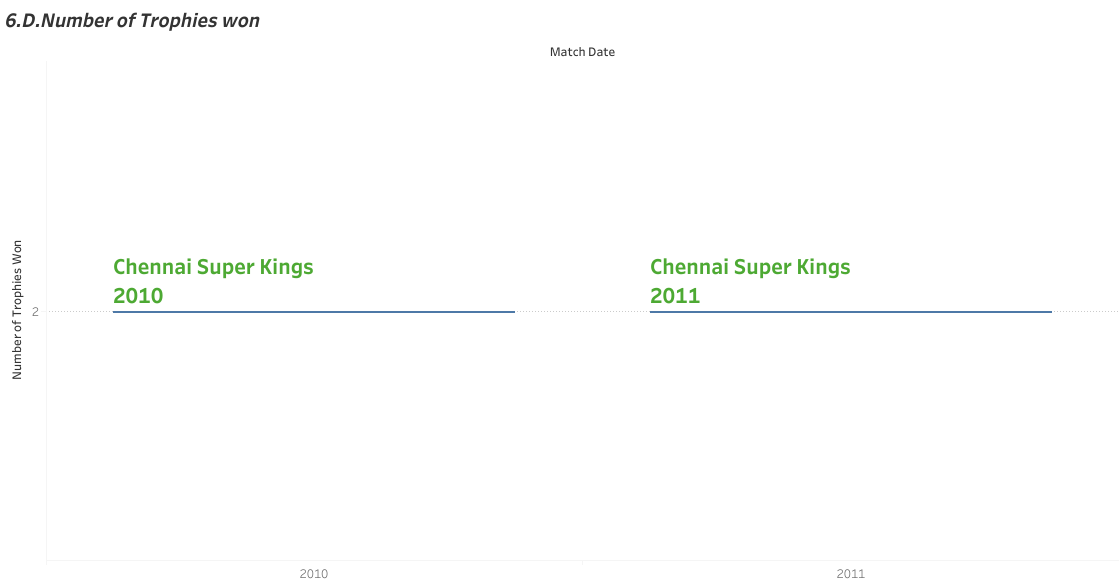 6.D.Number of Trophies won
Match Date
Chennai Super Kings
2010
Chennai Super Kings
2011
Number of Trophies Won
2
2010
2011